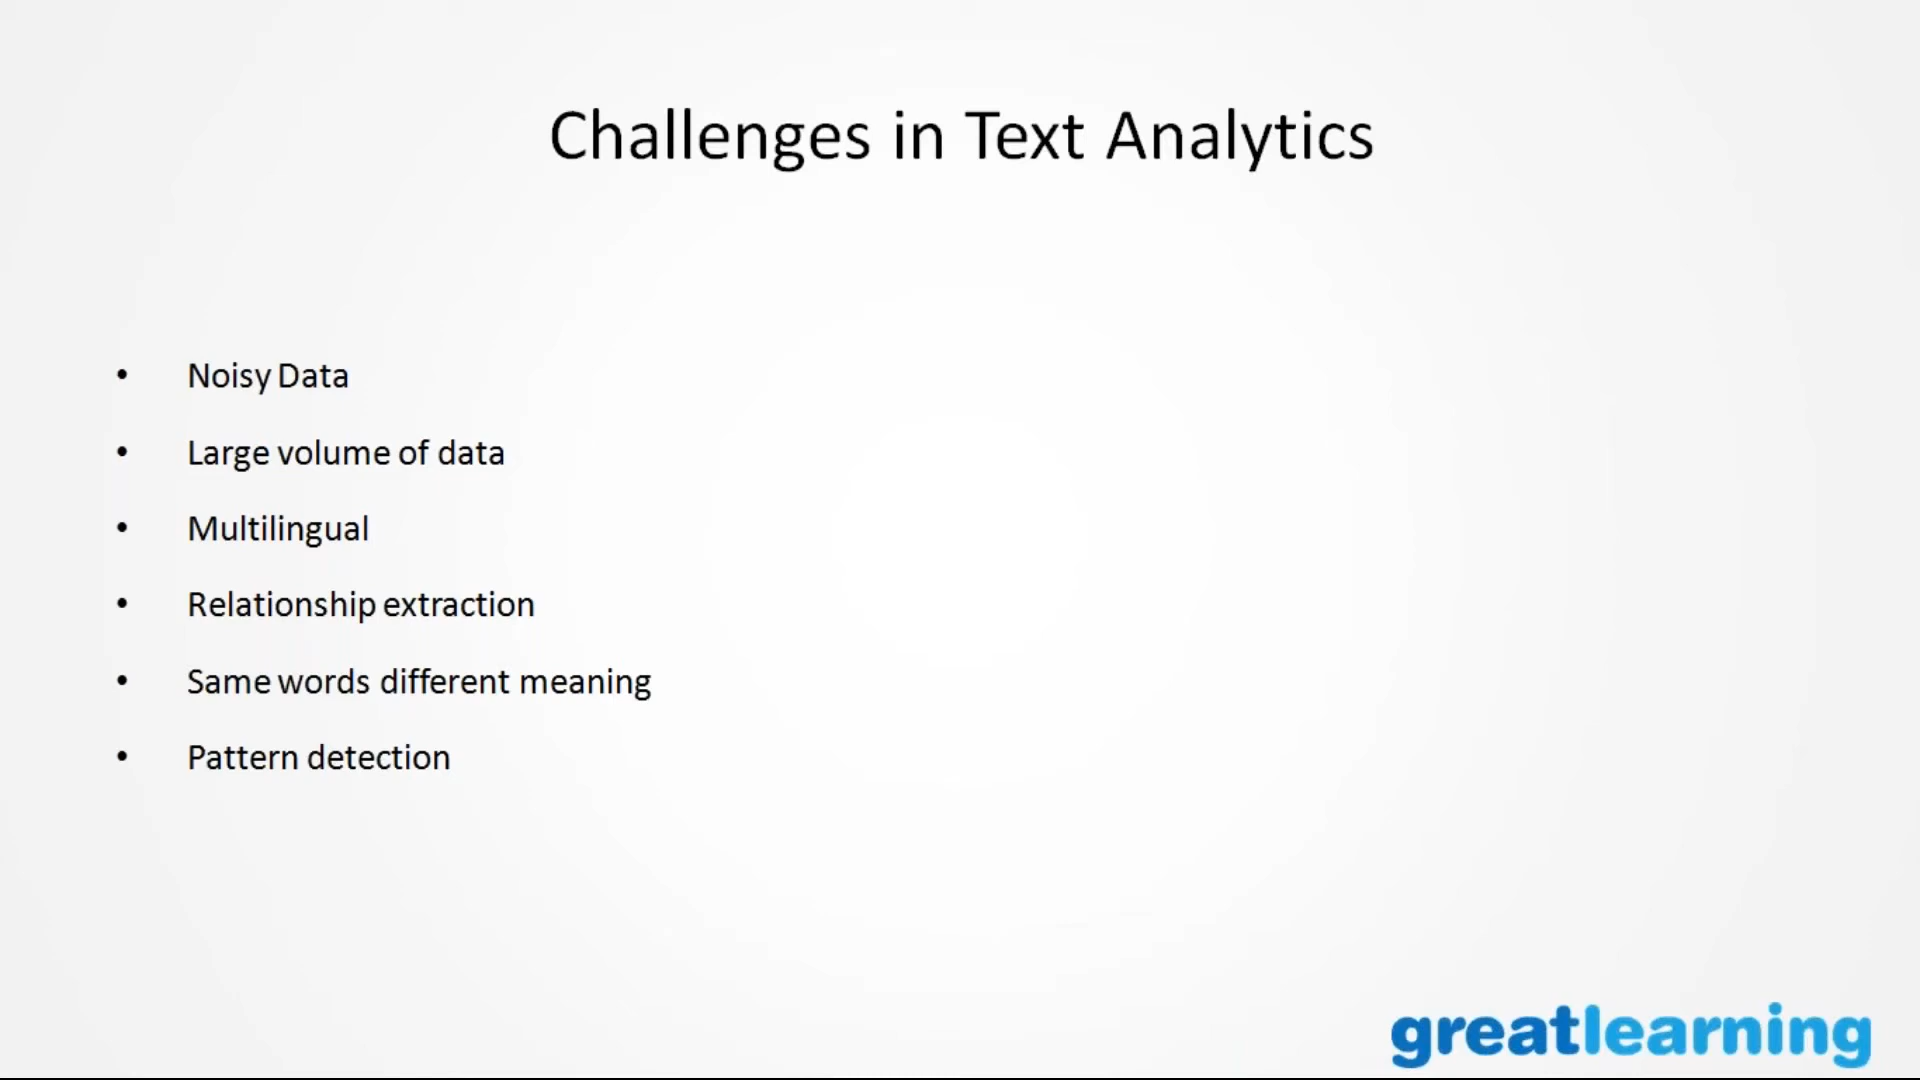 Challenges in Text Analytics
• Noisy Data
• Large volume of data
• Multilingual
• Relationship extraction
• Same words different meaning
• Pattern detection
greatlearning